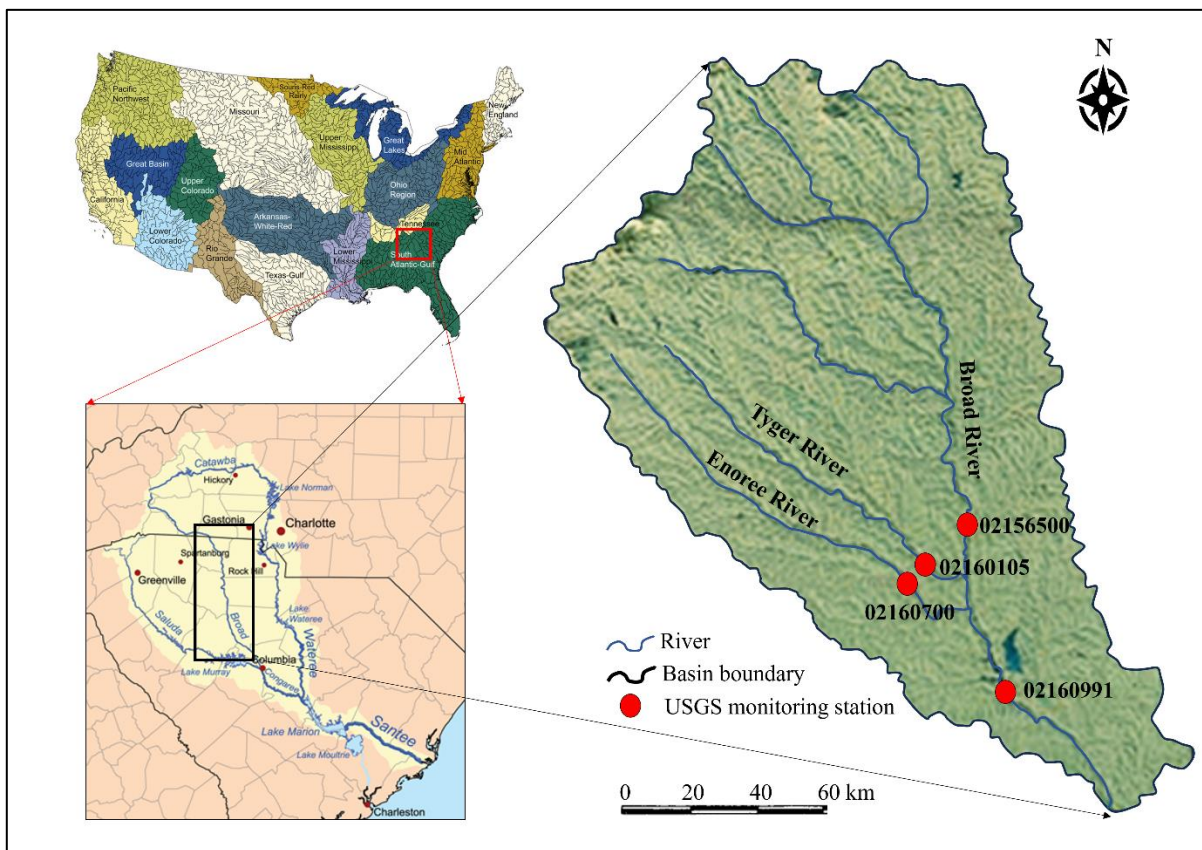 Pacific
Northwest
Souris-Red
Rainy
Missouri
New
England
Upper
Mississippi
Great
Lakes
Mid
Atlantic
Great Basin
Upper
Colorado
Ohio
Region
California
Arkansas-
White-Red
Tennessee
Lower
Colorado
Rio
Grande
Lower
Mississippi
South
Atlantic-Gulf
Texas-Gulf
Catawba
Hickory
Lake Norman
Gastonia
Charlotte
Lake Wylie
Spartanburg
Rock Hill
Greenville
Saluda
Broad
Lake
Wateree
Wateree
Columbia
Lake Murray
Congaree
Lake Marion
Santee
Lake Moultrie
Charleston
N
Broad River
Tyger River
Enoree River
02156500
02160105
02160700
02160991
River
Basin boundary
USGS monitoring station
0 20 40 60 km